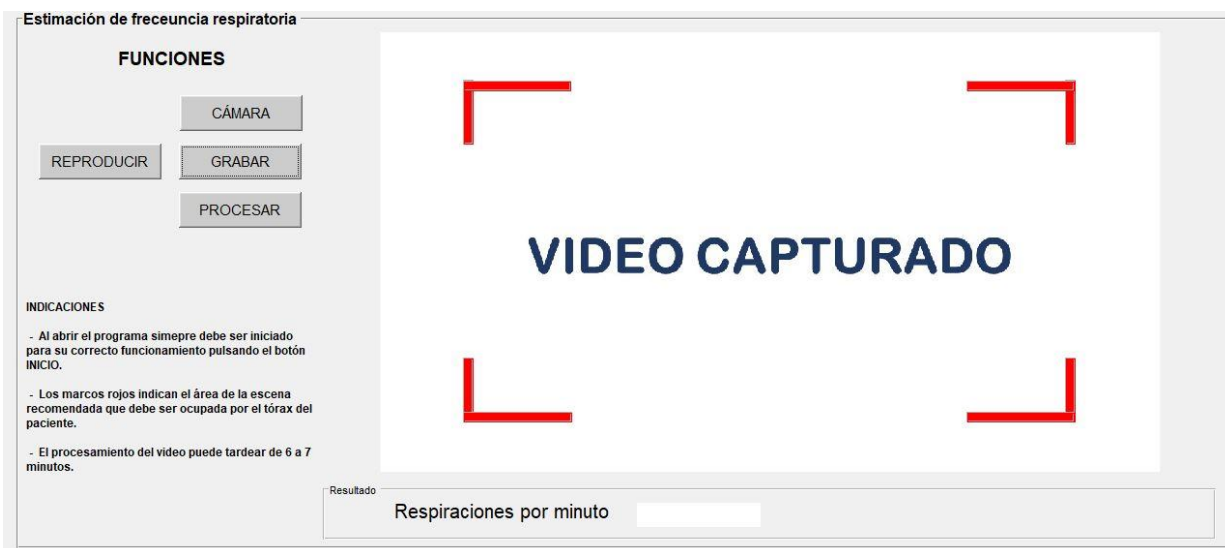 Estimación de freceuncia respiratoria
FUNCIONES
CÁMARA
REPRODUCIR
GRABAR
PROCESAR
VIDEO CAPTURADO
INDICACIONES
- Al abrir el programa simepre debe ser iniciado
para su correcto funcionamiento pulsando el botón
INICIO.
- Los marcos rojos indican el área de la escena
recomendada que debe ser ocupada por el tórax del
paciente.
- El procesamiento del video puede tardear de 6 a 7
minutos.
Resultado
Respiraciones por minuto